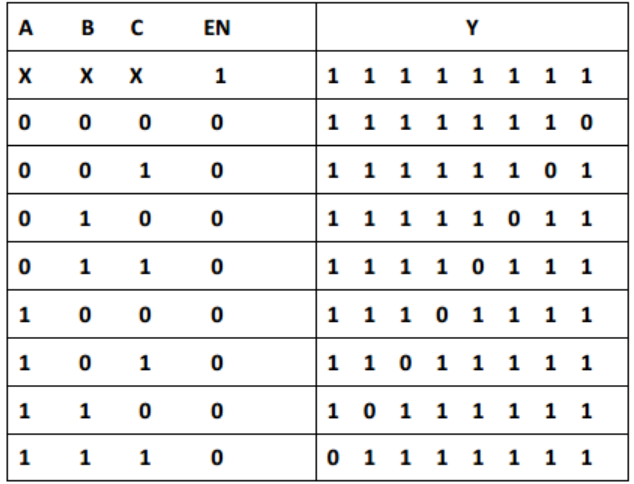 A B C EN Y
X X X 1 1 1 1 1 1 1 1 1
0 0 0 0 1 1 1 1 1 1 1 0
0 0 1 0 1 1 1 1 1 1 0 1
0 1 0 0 1 1 1 1 1 0 1 1
0 1 1 0 1 1 1 1 0 1 1 1
1 0 0 0 1 1 1 0 1 1 1 1
1 0 1 0 1 1 0 1 1 1 1 1
1 1 0 0 1 0 1 1 1 1 1 1
1 1 1 0 0 1 1 1 1 1 1 1